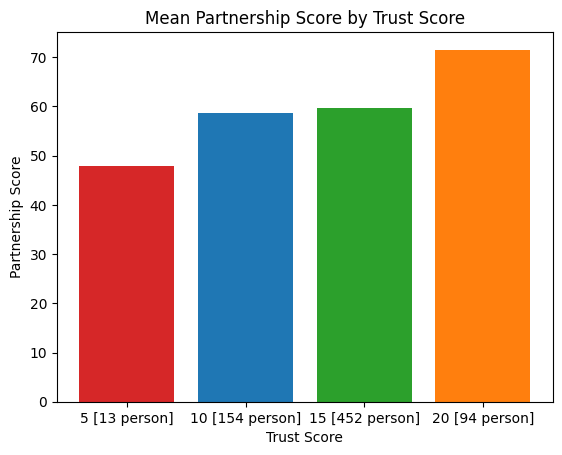 Mean Partnership Score by Trust Score
Partnership Score
70
60
50
40
30
20
10
0
5 [13 person] 10 [154 person] 15 [452 person] 20 [94 person]
Trust Score